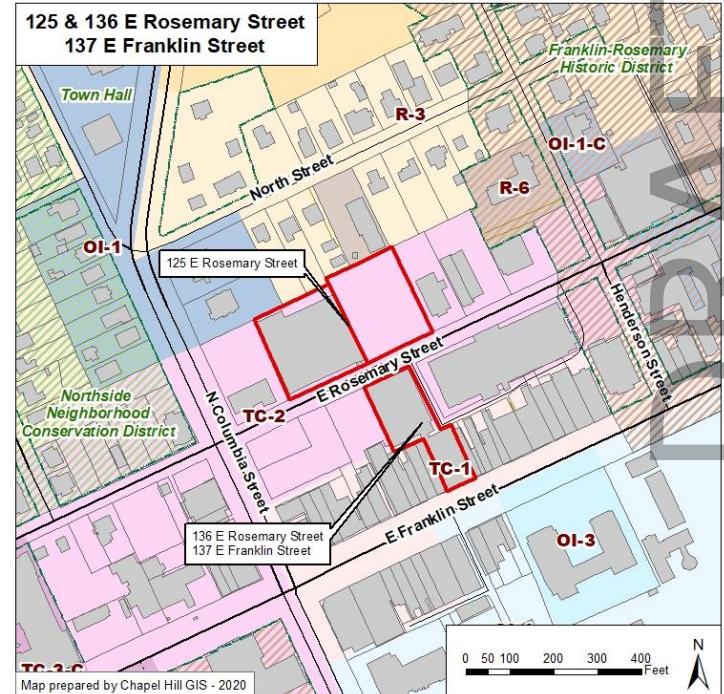 125 & 136 E Rosemary Street
137 E Franklin Street
Town Hall
Franklin-Rosemary
Historic District
R-3
OI-1-C
North Street
R-6
OI-1
125 E Rosemary Street
Henderson Street
E Rosemary Street
Northside
Neighborhood
Conservation District
TC-2
N Columbia Street
TC-1
136 E Rosemary Street
137 E Franklin Street
E Franklin Street
OI-3
TC-3-C
0 50 100 200 300 400
Feet
N
Map prepared by Chapel Hill GIS - 2020